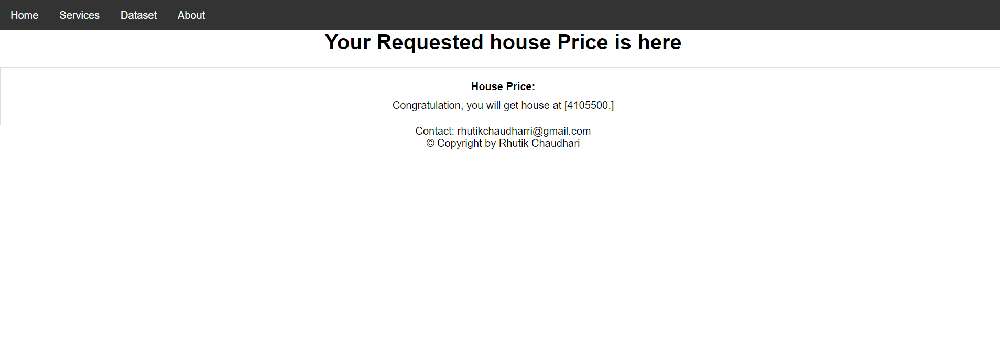 Home Services Dataset About
Your Requested house Price is here
House Price:
Congratulation, you will get house at [4105500.]
Contact: rhutikchaudharri@gmail.com
© Copyright by Rhutik Chaudhari